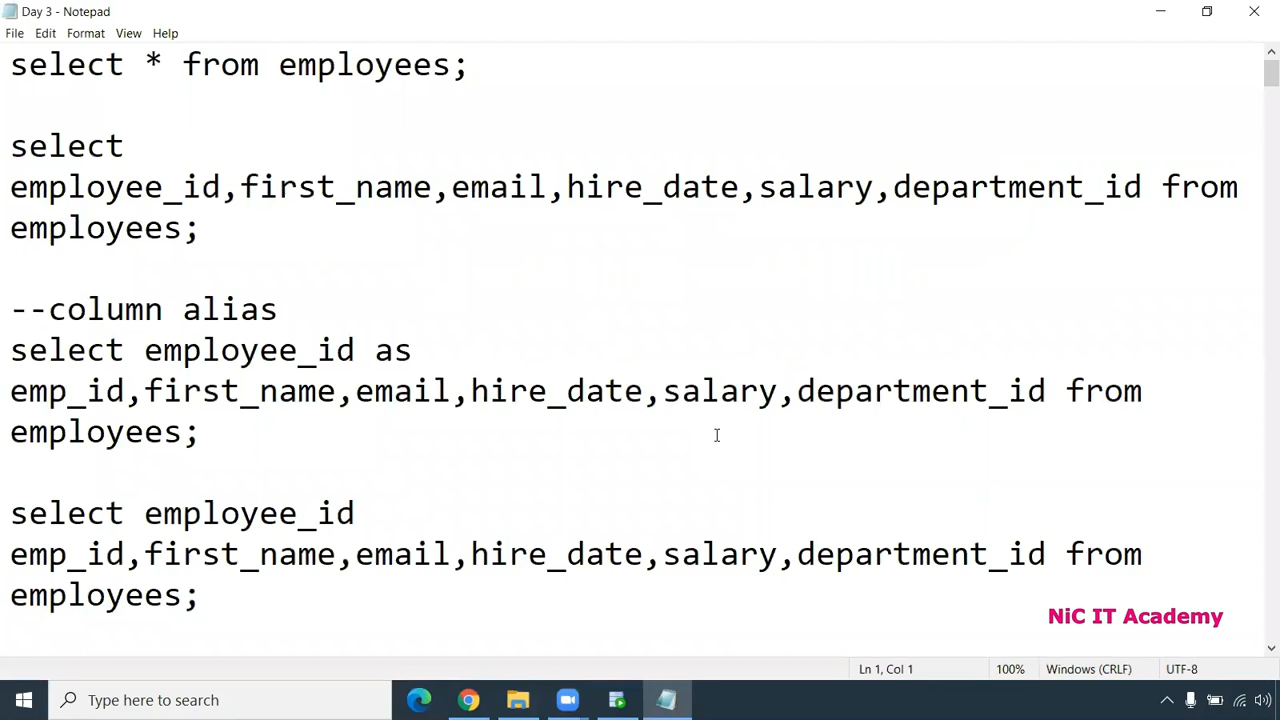 Day 3 - Notepad
File Edit Format View Help
select * from employees;
select
employee_id,first_name,email,hire_date,salary,department_id from
employees;
--column alias
select employee_id as
emp_id,first_name,email,hire_date,salary,department_id from
employees;
select employee_id
emp_id,first_name,email,hire_date,salary,department_id from
employees;
NiC IT Academy
Ln 1, Col 1 100% Windows (CRLF) UTF-8
Type here to search